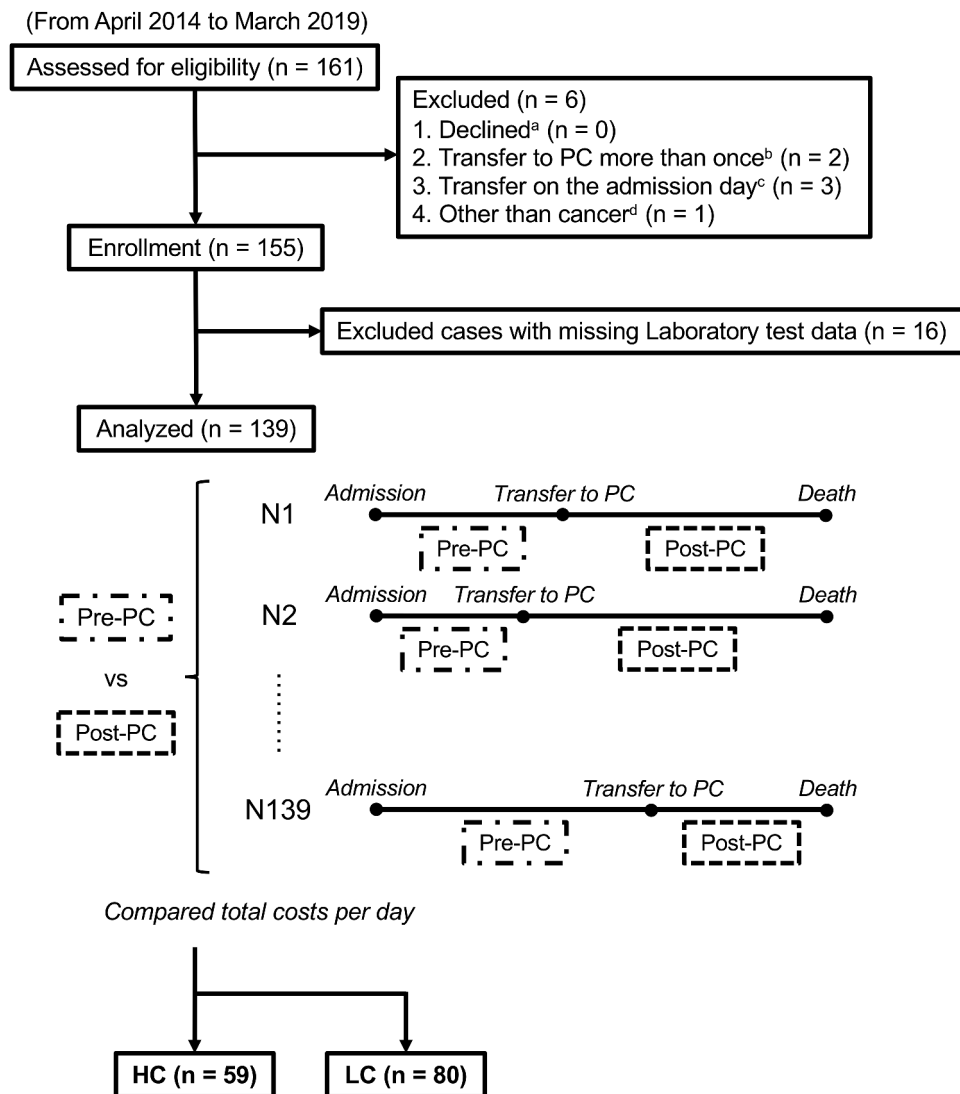 (From April 2014 to March 2019)
Assessed for eligibility (n = 161)
Excluded (n = 6)
1. Declinedᵃ (n = 0)
2. Transfer to PC more than onceᵇ (n = 2)
3. Transfer on the admission dayᶜ (n = 3)
4. Other than cancerᵈ (n = 1)
Enrollment (n = 155)
Excluded cases with missing Laboratory test data (n = 16)
Analyzed (n = 139)
Pre-PC
vs
Post-PC
N1
Admission
Transfer to PC
Death
Pre-PC
Post-PC
N2
Admission
Transfer to PC
Death
Pre-PC
Post-PC
N139
Admission
Transfer to PC
Death
Pre-PC
Post-PC
Compared total costs per day
HC (n = 59)
LC (n = 80)